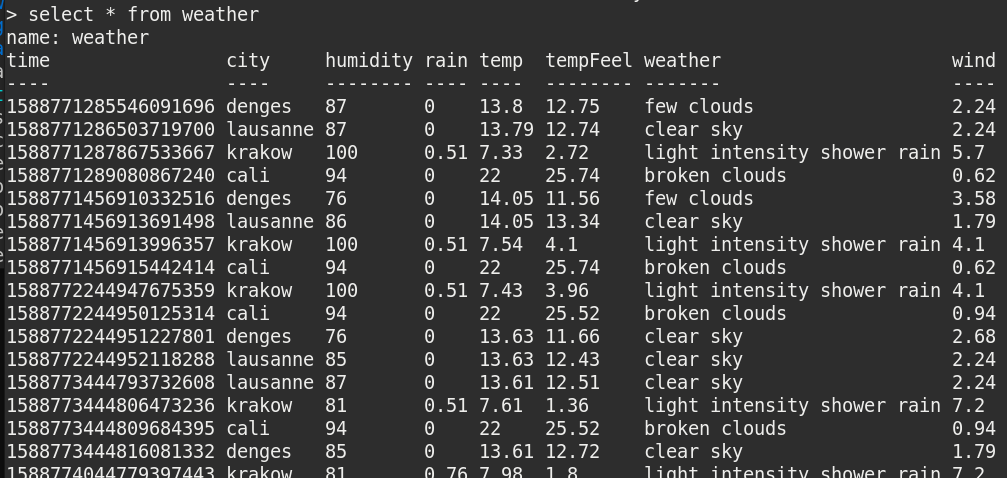 > select * from weather
name: weather
time city humidity rain temp tempFeel weather wind
---- ---- -------- ---- ---- -------- ------- ----
1588771285546091696 denges 87 0 13.8 12.75 few clouds 2.24
1588771286503719700 lausanne 87 0 13.79 12.74 clear sky 2.24
1588771287867533667 krakow 100 0.51 7.33 2.72 light intensity shower rain 5.7
1588771289080867240 cali 94 0 22 25.74 broken clouds 0.62
1588771456910332516 denges 76 0 14.05 11.56 few clouds 3.58
1588771456913691498 lausanne 86 0 14.05 13.34 clear sky 1.79
1588771456913996357 krakow 100 0.51 7.54 4.1 light intensity shower rain 4.1
1588771456915442414 cali 94 0 22 25.74 broken clouds 0.62
1588772244947675359 krakow 100 0.51 7.43 3.96 light intensity shower rain 4.1
1588772244950125314 cali 94 0 22 25.52 broken clouds 0.94
1588772244951227801 denges 76 0 13.63 11.66 clear sky 2.68
1588772244952118288 lausanne 85 0 13.63 12.43 clear sky 2.24
1588773444793732608 lausanne 87 0 13.61 12.51 clear sky 2.24
1588773444806473236 krakow 81 0.51 7.61 1.36 light intensity shower rain 7.2
1588773444809684395 cali 94 0 22 25.52 broken clouds 0.94
1588773444816081332 denges 85 0 13.61 12.72 clear sky 1.79
1588774044779397443 krakow 81 0.76 7.98 1.8 light intensity shower rain 7.2